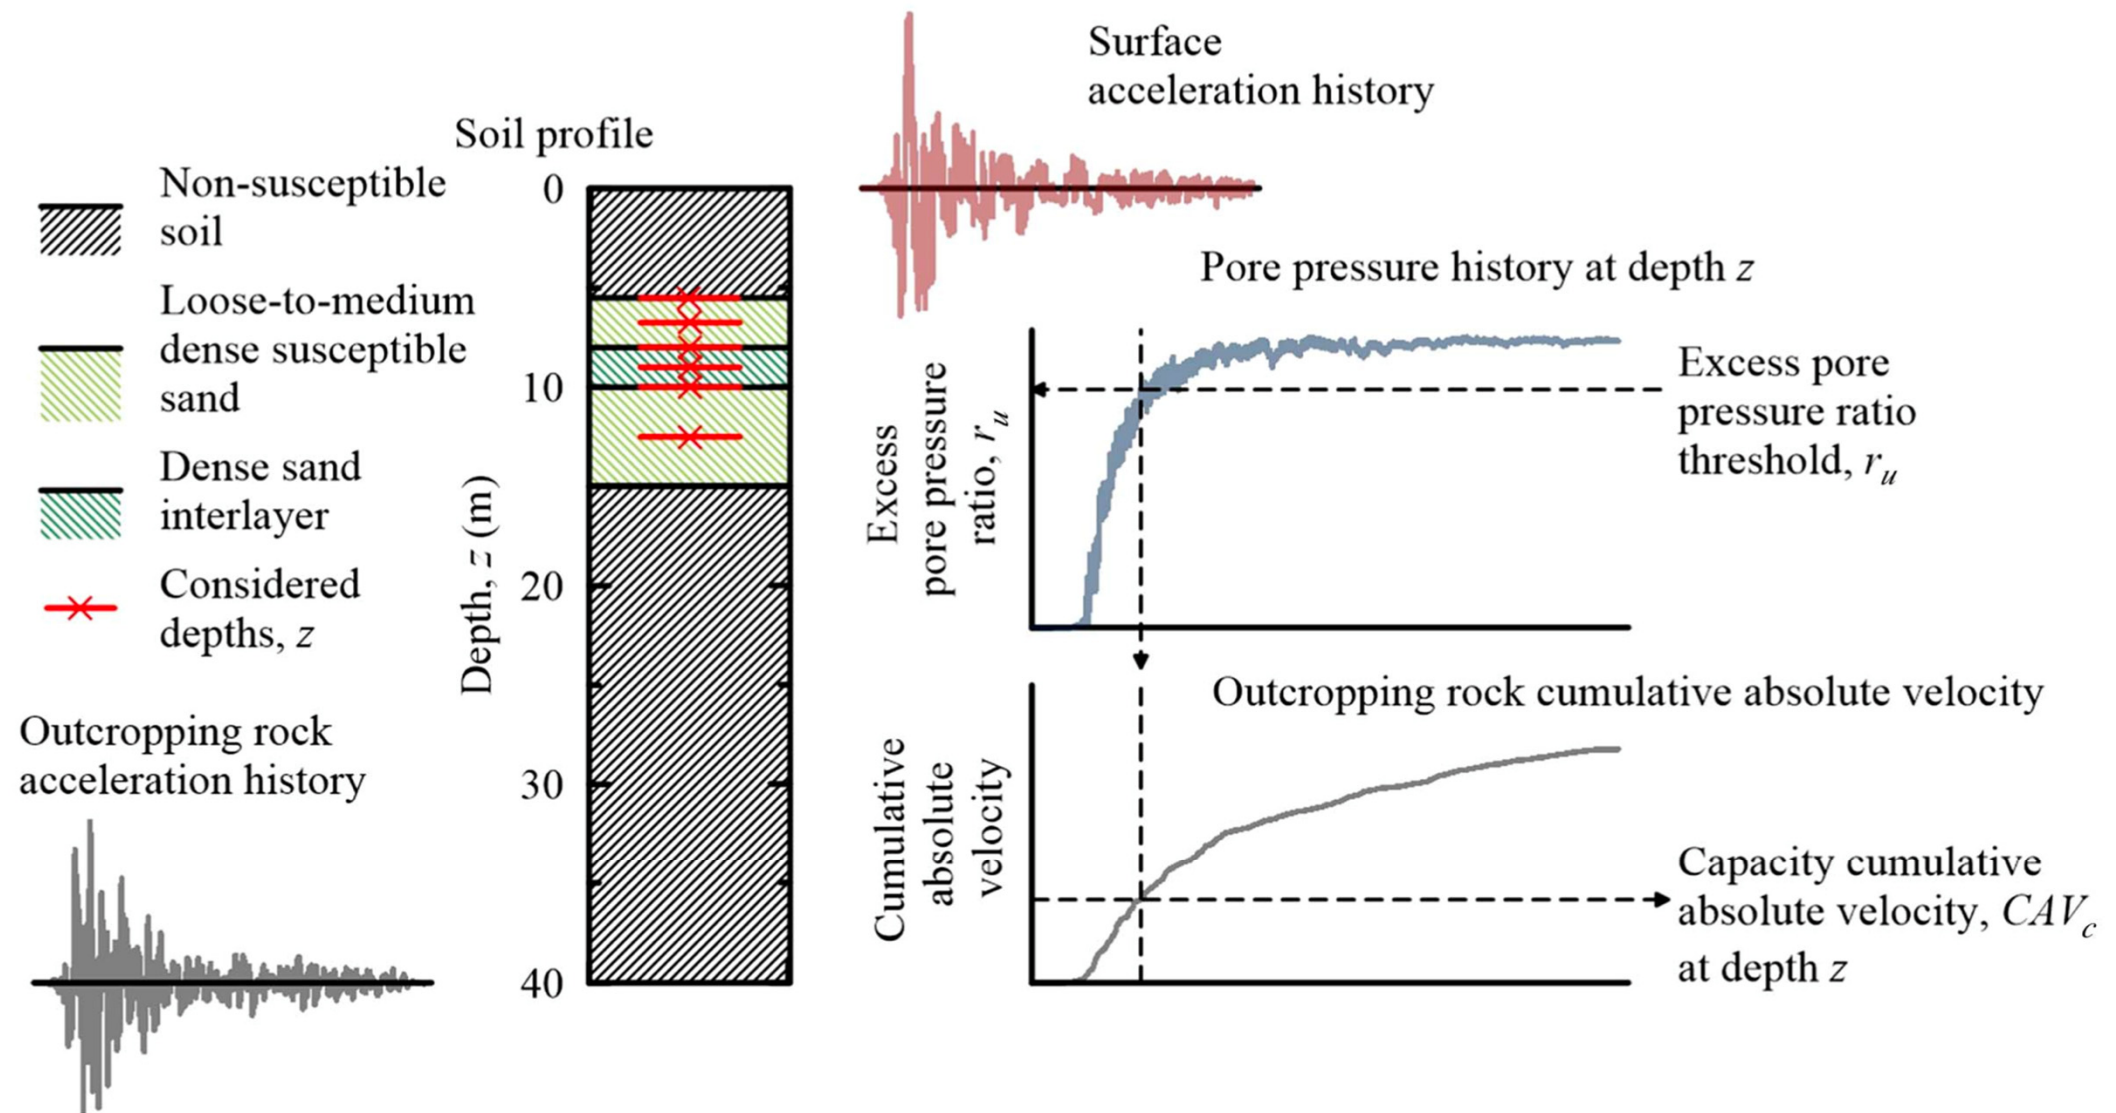 Surface
acceleration history
Soil profile
Non-susceptible
soil
Loose-to-medium
dense susceptible
sand
Dense sand
interlayer
Considered
depths, z
Outcropping rock
acceleration history
Depth, z (m)
0
10
20
30
40
Pore pressure history at depth z
Excess
pore pressure
ratio, r_u
Excess pore
pressure ratio
threshold, r_u
Outcropping rock cumulative absolute velocity
Cumulative
absolute
velocity
Capacity cumulative
absolute velocity, CAV_c
at depth z